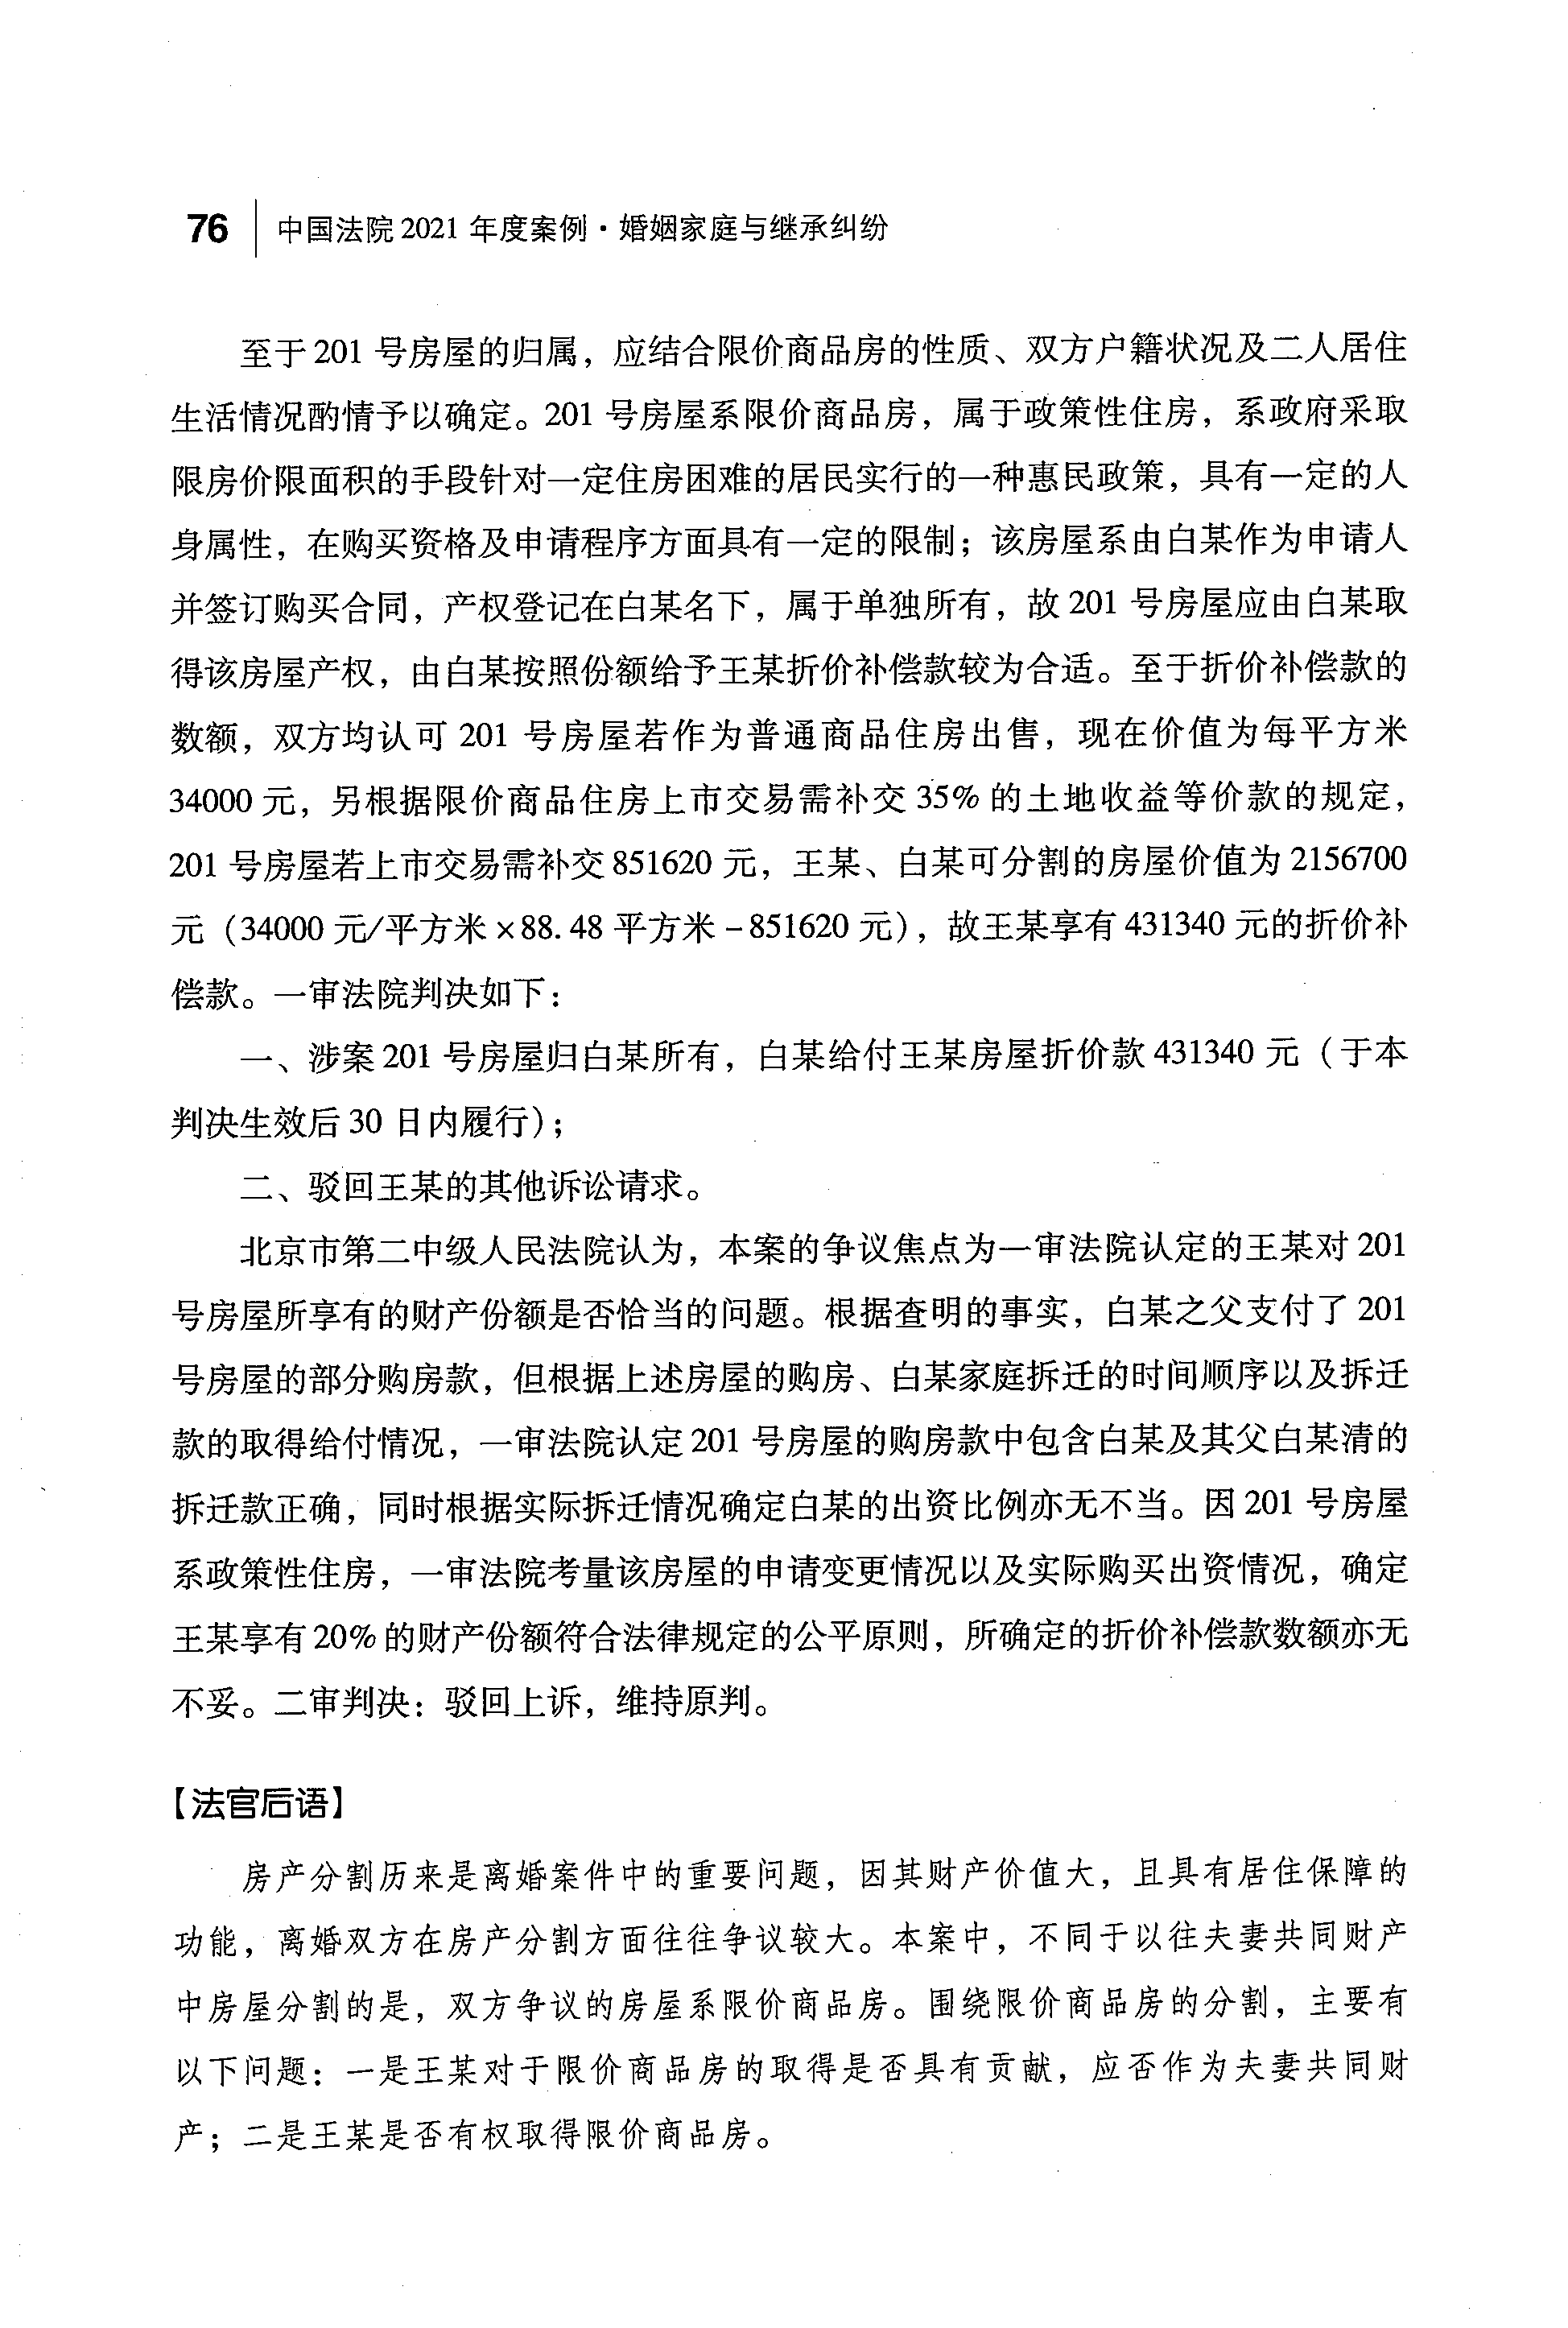 76 中国法院2021年度案例·婚姻家庭与继承纠纷
至于201号房屋的归属，应结合限价商品房的性质、双方户籍状况及二人居住
生活情况酌情予以确定。201号房屋系限价商品房，属于政策性住房，系政府采取
限房价限面积的手段针对一定住房困难的居民实行的一种惠民政策，具有一定的人
身属性，在购买资格及申请程序方面具有一定的限制；该房屋系由白某作为申请人
并签订购买合同，产权登记在白某名下，属于单独所有，故201号房屋应由白某取
得该房屋产权，由白某按照份额给予王某折价补偿款较为合适。至于折价补偿款的
数额，双方均认可201号房屋若作为普通商品住房出售，现在价值为每平方米
34000元，另根据限价商品住房上市交易需补交35%的土地收益等价款的规定，
201号房屋若上市交易需补交851620元，王某、白某可分割的房屋价值为2156700
元（34000元/平方米×88.48平方米-851620元），故王某享有431340元的折价补
偿款。一审法院判决如下：
一、涉案201号房屋归白某所有，白某给付王某房屋折价款431340元（于本
判决生效后30日内履行）；
二、驳回王某的其他诉讼请求。
北京市第二中级人民法院认为，本案的争议焦点为一审法院认定的王某对201
号房屋所享有的财产份额是否恰当的问题。根据查明的事实，白某之父支付了201
号房屋的部分购房款，但根据上述房屋的购房、白某家庭拆迁的时间顺序以及拆迁
款的取得给付情况，一审法院认定201号房屋的购房款中包含白某及其父白某清的
拆迁款正确，同时根据实际拆迁情况确定白某的出资比例亦无不当。因201号房屋
系政策性住房，一审法院考量该房屋的申请变更情况以及实际购买出资情况，确定
王某享有20%的财产份额符合法律规定的公平原则，所确定的折价补偿款数额亦无
不妥。二审判决：驳回上诉，维持原判。
【法官后语】
房产分割历来是离婚案件中的重要问题，因其财产价值大，且具有居住保障的
功能，离婚双方在房产分割方面往往争议较大。本案中，不同于以往夫妻共同财产
中房屋分割的是，双方争议的房屋系限价商品房。围绕限价商品房的分割，主要有
以下问题：一是王某对于限价商品房的取得是否具有贡献，应否作为夫妻共同财
产；二是王某是否有权取得限价商品房。